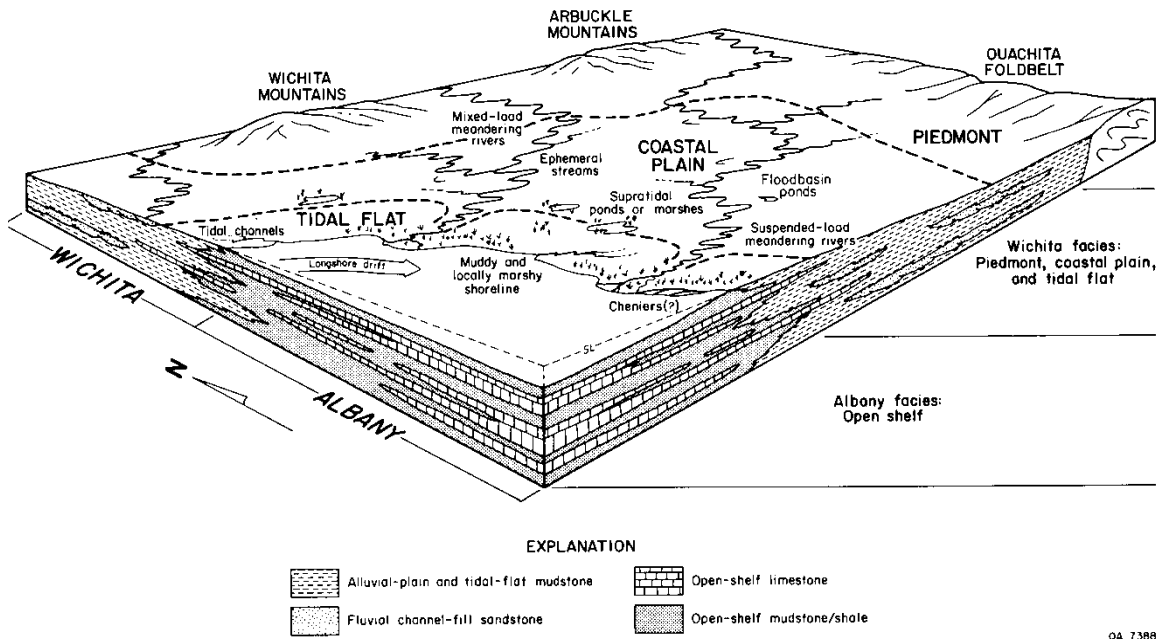 ARBUCKLE
MOUNTAINS
OUACHITA
FOLDBELT
WICHITA
MOUNTAINS
Mixed-load
meandering
rivers
PIEDMONT
COASTAL
PLAIN
Ephemeral
streams
Floodbasin
ponds
Supratidal
ponds or marshes
TIDAL FLAT
Tidal channels
Suspended-load
meandering rivers
Longshore drift
Muddy and
locally marshy
shoreline
Cheniers(?)
Wichita facies:
Piedmont, coastal plain,
and tidal flat
WICHITA
SL
N
ALBANY
Albany facies:
Open shelf
EXPLANATION
Alluvial-plain and tidal-flat mudstone
Open-shelf limestone
Fluvial channel-fill sandstone
Open-shelf mudstone/shale
QA 7388